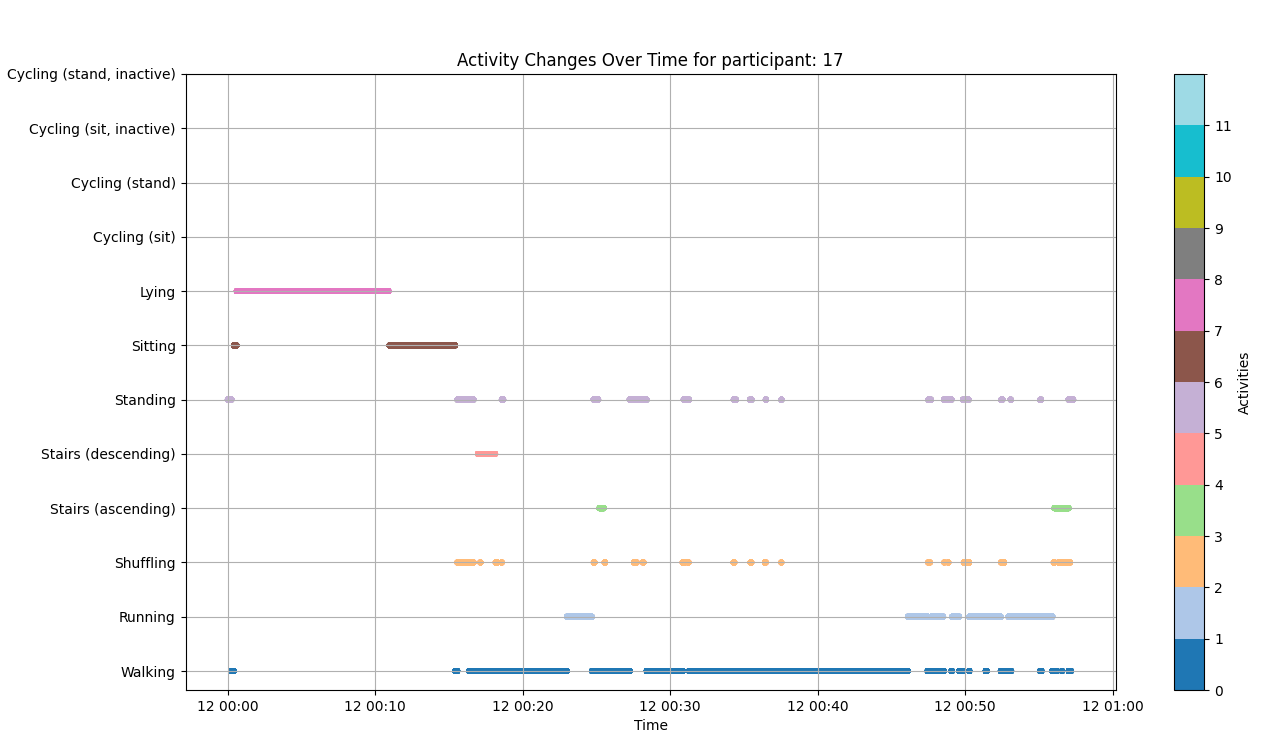 Activity Changes Over Time for participant: 17
Cycling (stand, inactive)
Cycling (sit, inactive)
Cycling (stand)
Cycling (sit)
Lying
Sitting
Standing
Stairs (descending)
Stairs (ascending)
Shuffling
Running
Walking
12 00:00 12 00:10 12 00:20 12 00:30 12 00:40 12 00:50 12 01:00
Time
11
10
9
8
7
6
5
4
3
2
1
0
Activities